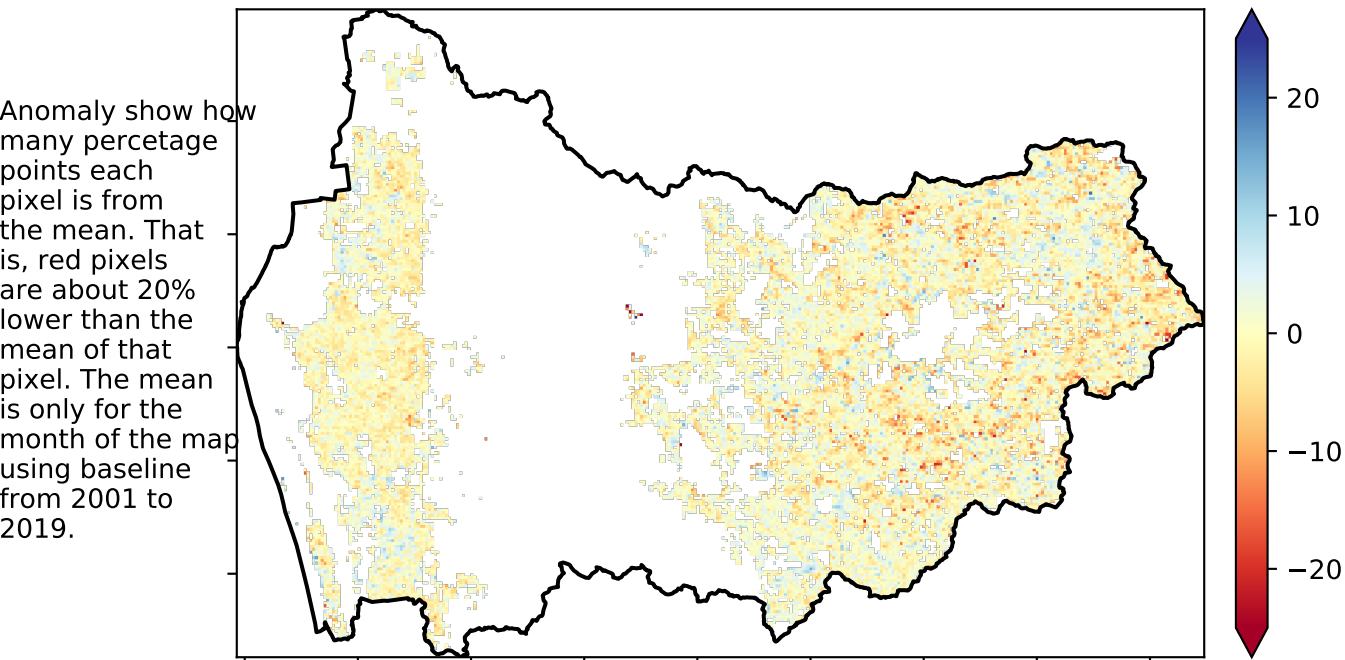 Anomaly show how
many percetage
points each
pixel is from
the mean. That
is, red pixels
are about 20%
lower than the
mean of that
pixel. The mean
is only for the
month of the map
using baseline
from 2001 to
2019.
20
10
0
−10
−20